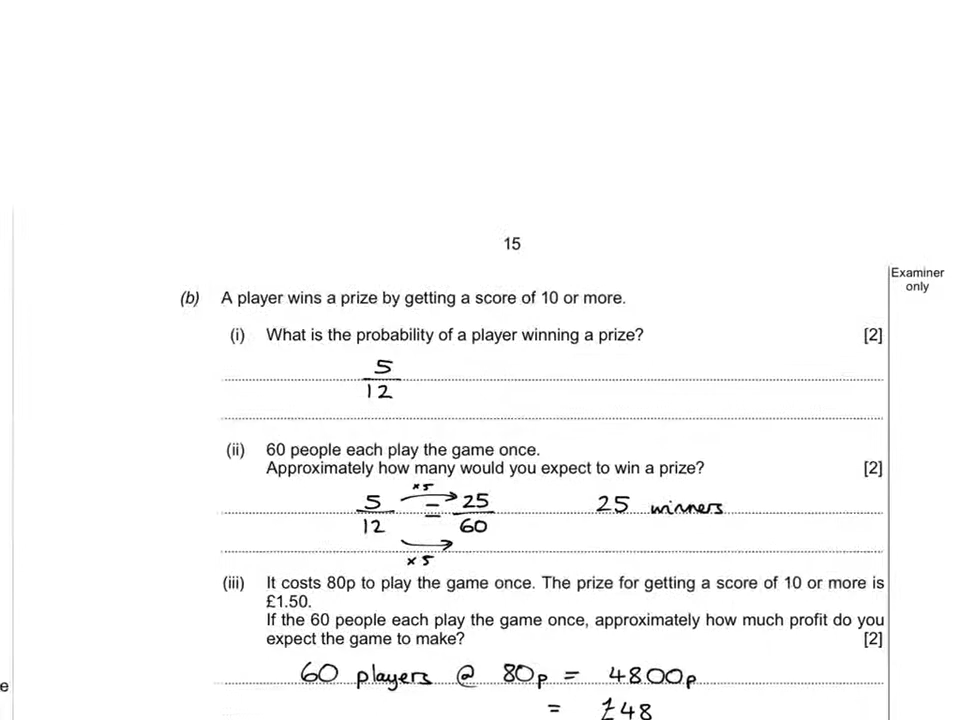 15
Examiner
only
(b) A player wins a prize by getting a score of 10 or more.
(i) What is the probability of a player winning a prize? [2]
5
12
(ii) 60 people each play the game once.
Approximately how many would you expect to win a prize? [2]
×5
5/12 = 25/60 25 winners
×5
(iii) It costs 80p to play the game once. The prize for getting a score of 10 or more is
£1.50.
If the 60 people each play the game once, approximately how much profit do you
expect the game to make? [2]
60 players @ 80p = 4800p
e
= £48